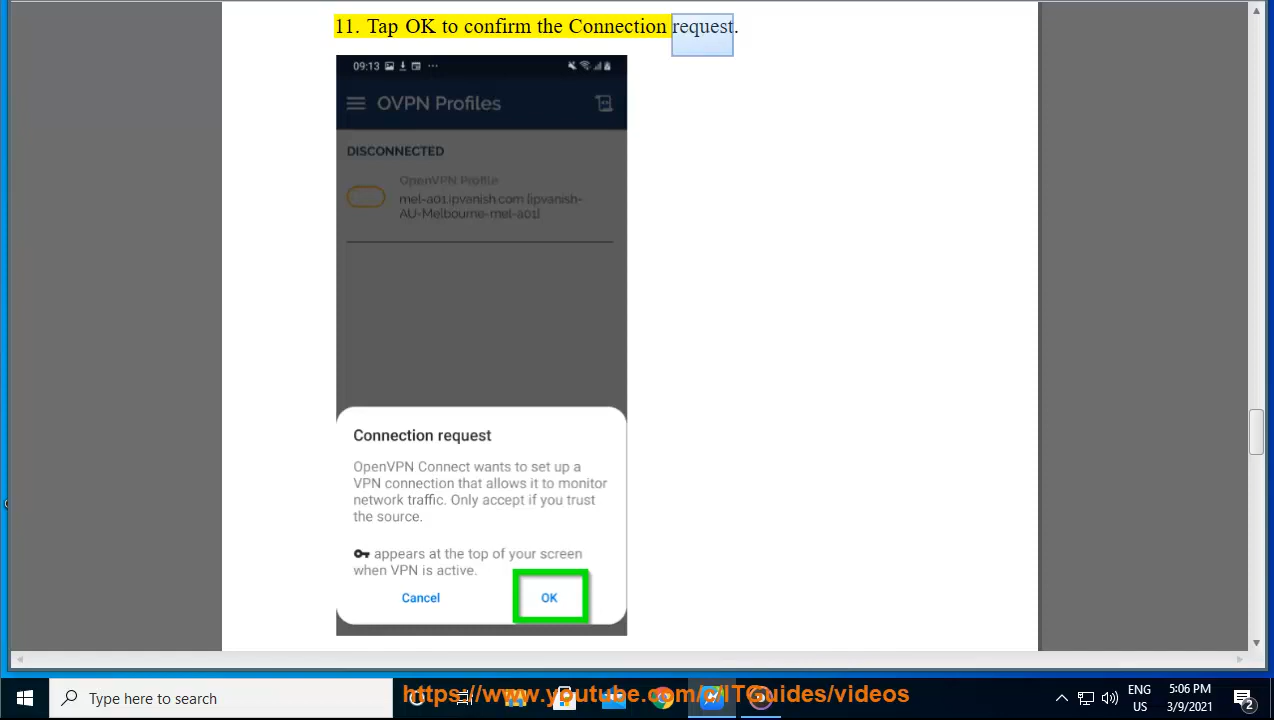 11. Tap OK to confirm the Connection request.
09:13
OVPN Profiles
DISCONNECTED
OpenVPN Profile
mel-a01.ipvanish.com [ipvanish-
AU-Melbourne-mel-a01]
Connection request
OpenVPN Connect wants to set up a
VPN connection that allows it to monitor
network traffic. Only accept if you trust
the source.
appears at the top of your screen
when VPN is active.
Cancel
OK
Type here to search
https://www.youtube.com/c/ITGuides/videos
ENG
US
5:06 PM
3/9/2021
2